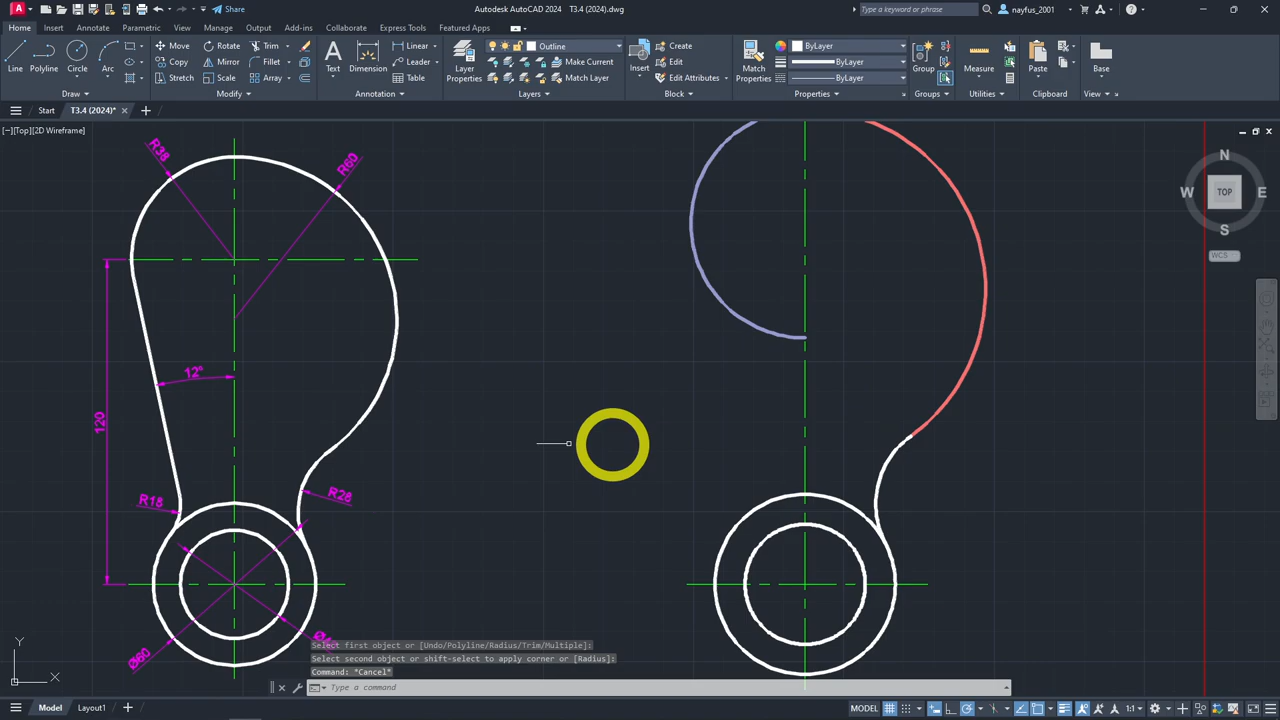 Share
Autodesk AutoCAD 2024 T3.4 (2024).dwg
Type a keyword or phrase
nayfus_2001
Home
Insert
Annotate
Parametric
View
Manage
Output
Add-ins
Collaborate
Express Tools
Featured Apps
Line
Polyline
Circle
Arc
Draw
Move
Rotate
Trim
Copy
Mirror
Fillet
Stretch
Scale
Array
Modify
Text
Dimension
Linear
Leader
Table
Annotation
Layer Properties
Outline
Make Current
Match Layer
Layers
Insert
Create
Edit
Edit Attributes
Block
Match Properties
ByLayer
ByLayer
ByLayer
Properties
Group
Groups
Measure
Utilities
Paste
Clipboard
Base
View
Start
T3.4 (2024)*
[−][Top][2D Wireframe]
N
W
TOP
E
S
WCS
R38
R60
12°
120
R18
R28
Ø60
Y
X
Select first object or [Undo/Polyline/Radius/Trim/Multiple]:
Select second object or shift-select to apply corner or [Radius]:
Command: *Cancel*
Type a command
Model
Layout1
MODEL
1:1